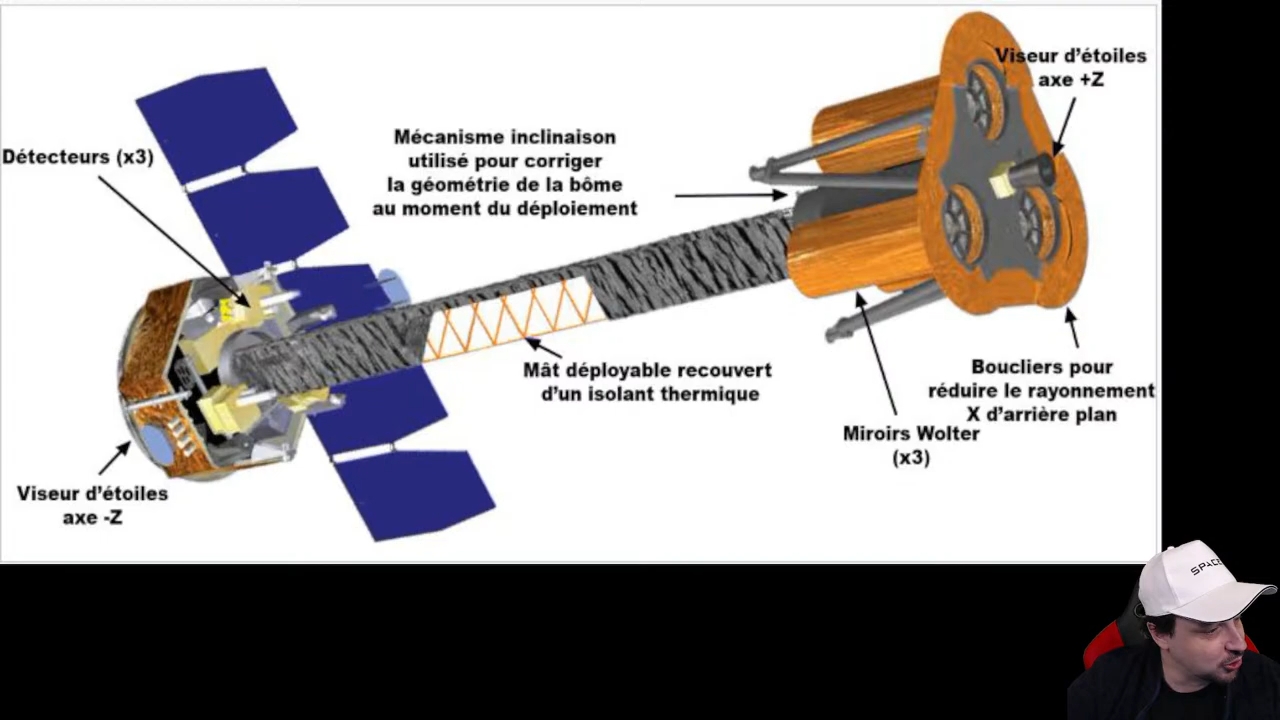 Viseur d'étoiles
axe +Z
Mécanisme inclinaison
utilisé pour corriger
la géométrie de la bôme
au moment du déploiement
Détecteurs (x3)
Mât déployable recouvert
d'un isolant thermique
Boucliers pour
réduire le rayonnement
X d'arrière plan
Miroirs Wolter
(x3)
Viseur d'étoiles
axe -Z